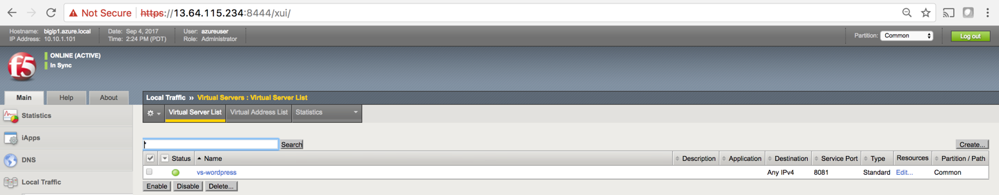 Not Secure https://13.64.115.234:8444/xui/
Hostname: bigip1.azure.local Date: Sep 4, 2017 User: azureuser Partition: Common Log out
IP Address: 10.10.1.101 Time: 2:24 PM (PDT) Role: Administrator
f5 ONLINE (ACTIVE)
In Sync
Main Help About Local Traffic » Virtual Servers : Virtual Server List
Statistics Virtual Server List Virtual Address List Statistics
iApps
* Search Create...
DNS Status Name Description Application Destination Service Port Type Resources Partition / Path
vs-wordpress Any IPv4 8081 Standard Edit... Common
Local Traffic Enable Disable Delete...